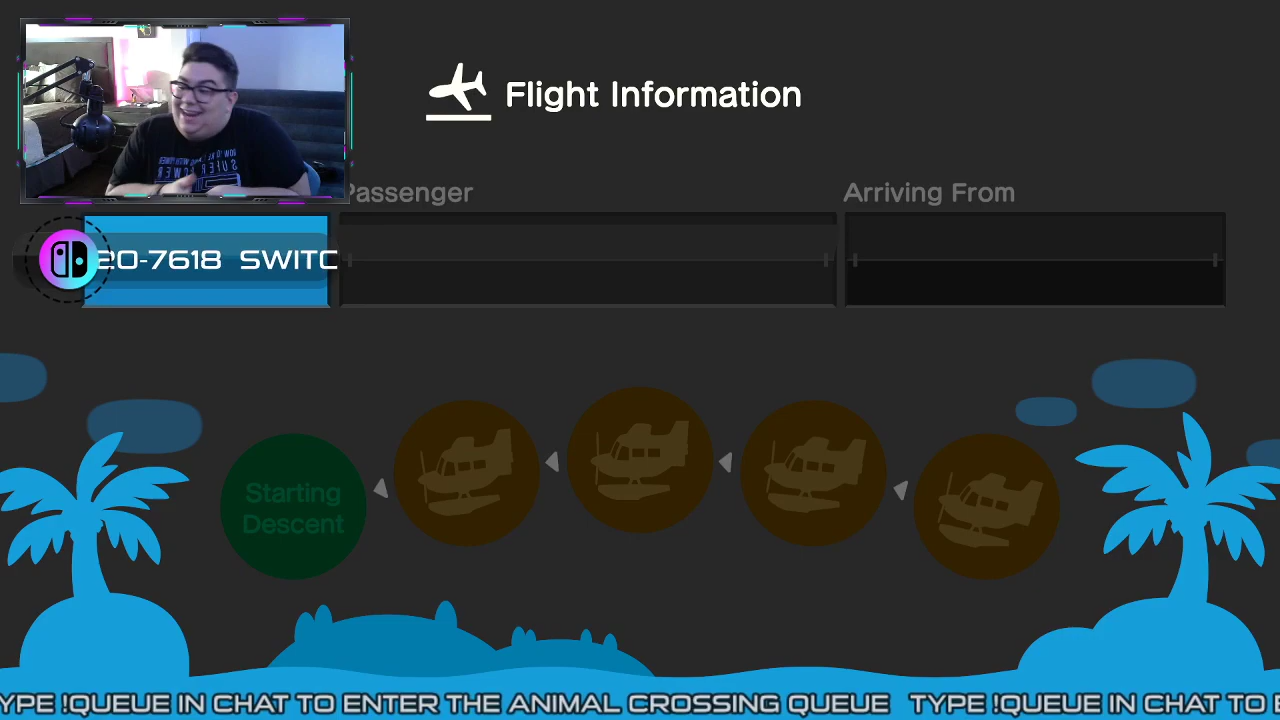 Flight Information
Passenger
Arriving From
20-7618 SWITC
Starting
Descent
TYPE !QUEUE IN CHAT TO ENTER THE ANIMAL CROSSING QUEUE TYPE !QUEUE IN CHAT TO E